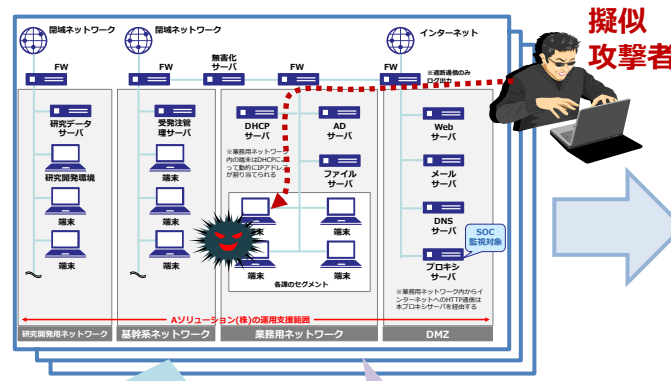 擬似
攻撃者
閉域ネットワーク
閉域ネットワーク
インターネット
FW
FW
無害化
サーバ
FW
FW
※遮断通信のみ
ログ出力
研究データ
サーバ
受発注管
理サーバ
DHCP
サーバ
AD
サーバ
Web
サーバ
※業務用ネットワーク
内の端末はDHCPによ
って動的にIPアドレス
が割り当てられる
研究開発環境
端末
ファイル
サーバ
メール
サーバ
端末
端末
端末
端末
DNS
サーバ
SOC
監視対象
端末
端末
端末
端末
プロキシ
サーバ
各課のセグメント
※業務用ネットワーク内からイ
ンターネットへのHTTP通信は
本プロキシサーバを経由する
Aソリューション(株)の運用支援範囲
研究開発用ネットワーク
基幹系ネットワーク
業務用ネットワーク
DMZ